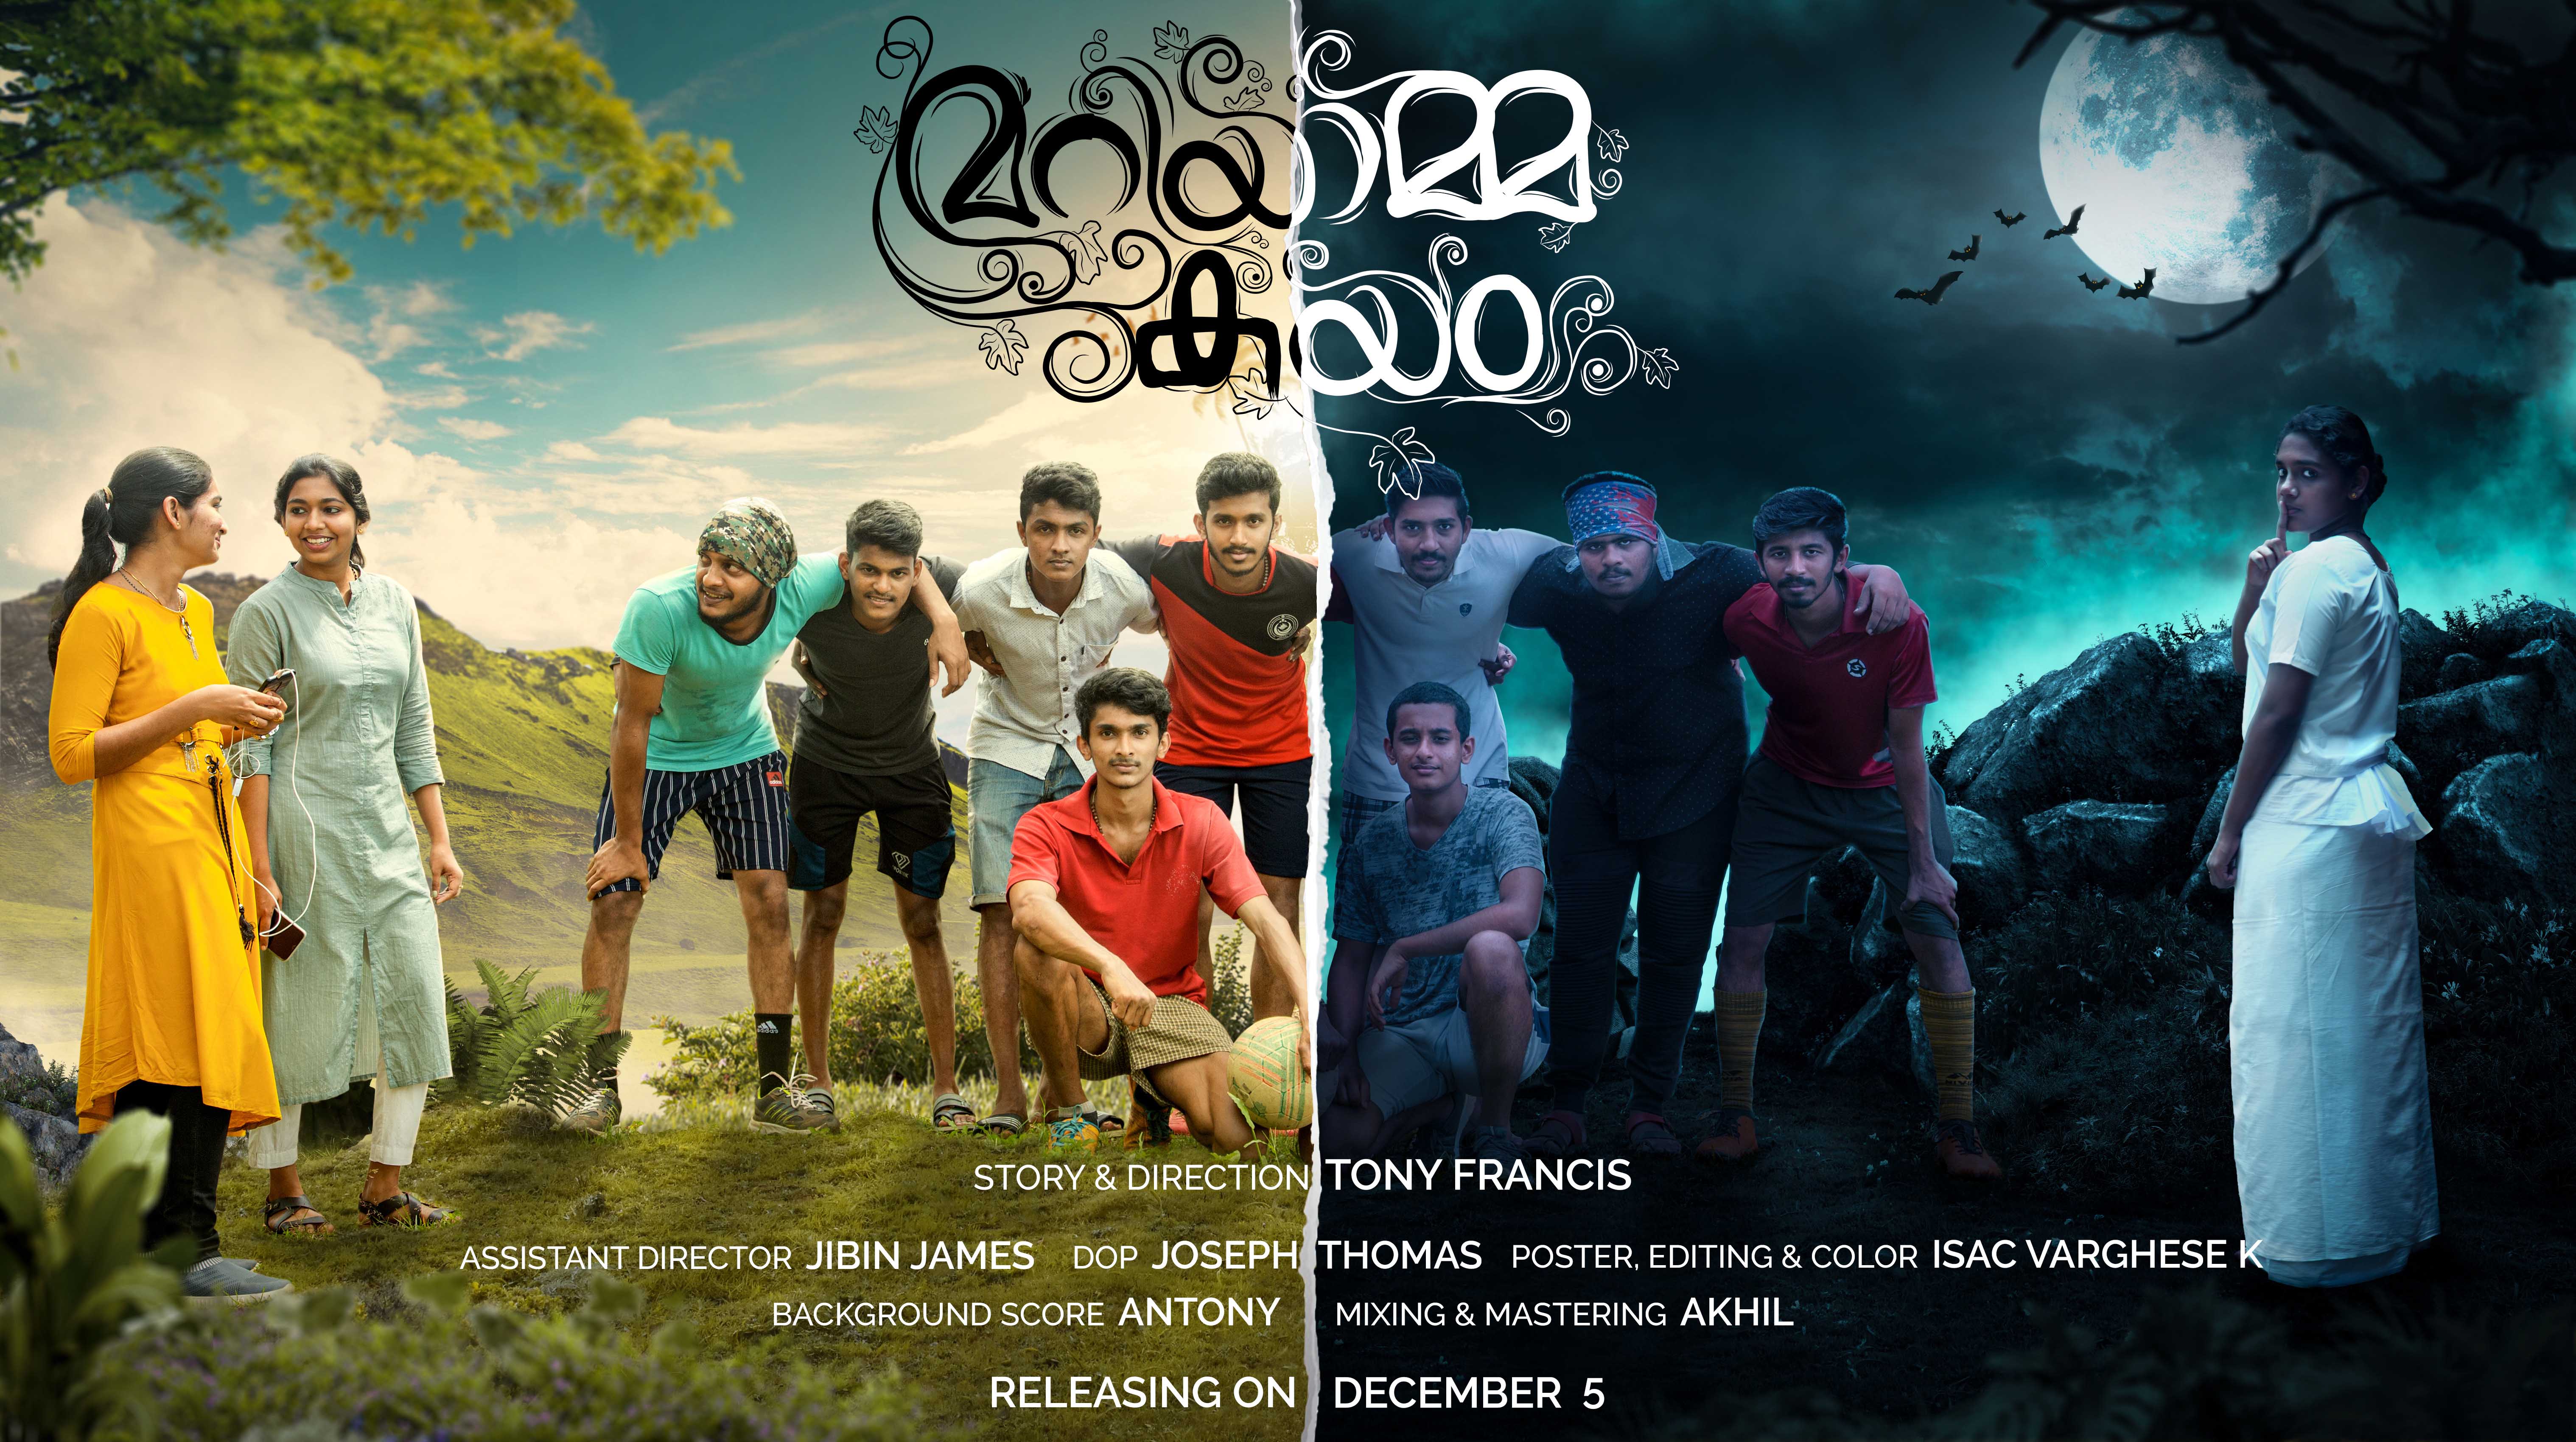 മറിയാമ്മ
കയം
STORY & DIRECTION TONY FRANCIS
ASSISTANT DIRECTOR JIBIN JAMES DOP JOSEPH THOMAS POSTER, EDITING & COLOR ISAC VARGHESE K
BACKGROUND SCORE ANTONY MIXING & MASTERING AKHIL
RELEASING ON DECEMBER 5